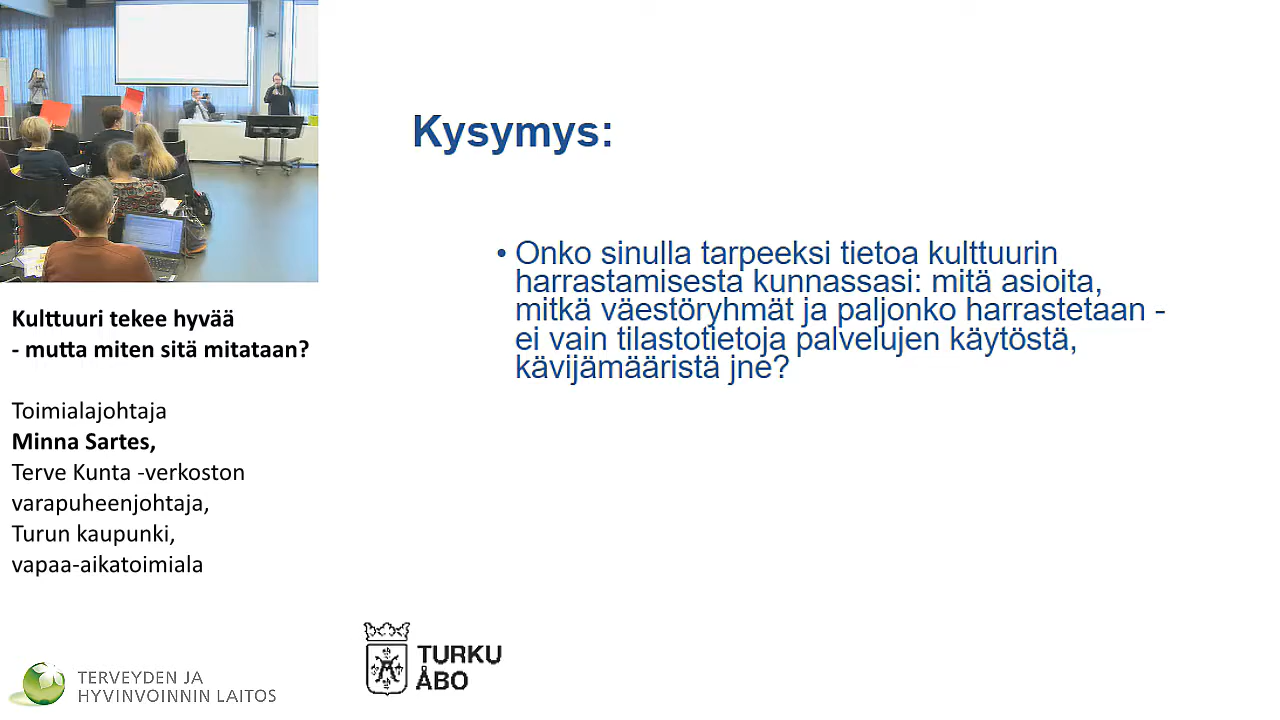 Kulttuuri tekee hyvää
- mutta miten sitä mitataan?
Toimialajohtaja
Minna Sartes,
Terve Kunta -verkoston
varapuheenjohtaja,
Turun kaupunki,
vapaa-aikatoimiala
TERVEYDEN JA
HYVINVOINNIN LAITOS
Kysymys:
• Onko sinulla tarpeeksi tietoa kulttuurin
harrastamisesta kunnassasi: mitä asioita,
mitkä väestöryhmät ja paljonko harrastetaan -
ei vain tilastotietoja palvelujen käytöstä,
kävijämääristä jne?
TURKU
ÅBO